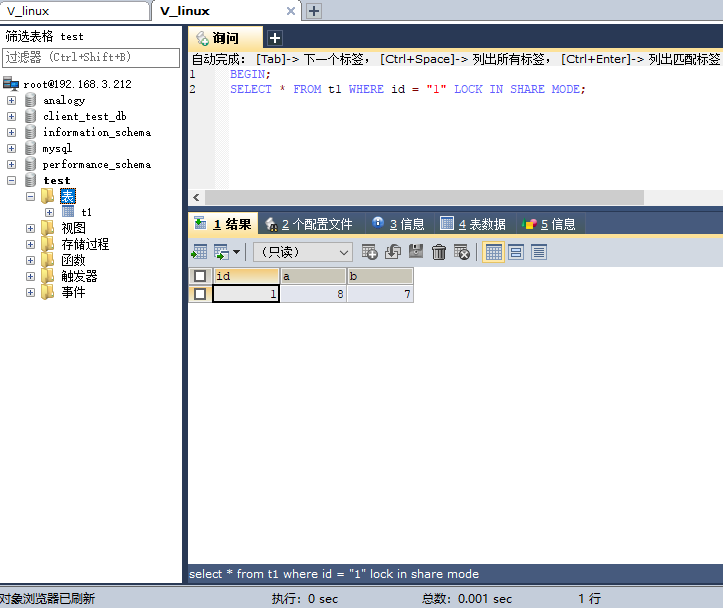 V_linux
V_linux
筛选表格 test
过滤器 (Ctrl+Shift+B)
root@192.168.3.212
analogy
client_test_db
information_schema
mysql
performance_schema
test
表
t1
视图
存储过程
函数
触发器
事件
询问
自动完成: [Tab]-> 下一个标签, [Ctrl+Space]-> 列出所有标签, [Ctrl+Enter]-> 列出匹配标签
1 BEGIN;
2 SELECT * FROM t1 WHERE id = "1" LOCK IN SHARE MODE;
1 结果 2 个配置文件 3 信息 4 表数据 5 信息
(只读)
id a b
1 8 7
select * from t1 where id = "1" lock in share mode
对象浏览器已刷新 执行: 0 sec 总数: 0.001 sec 1 行